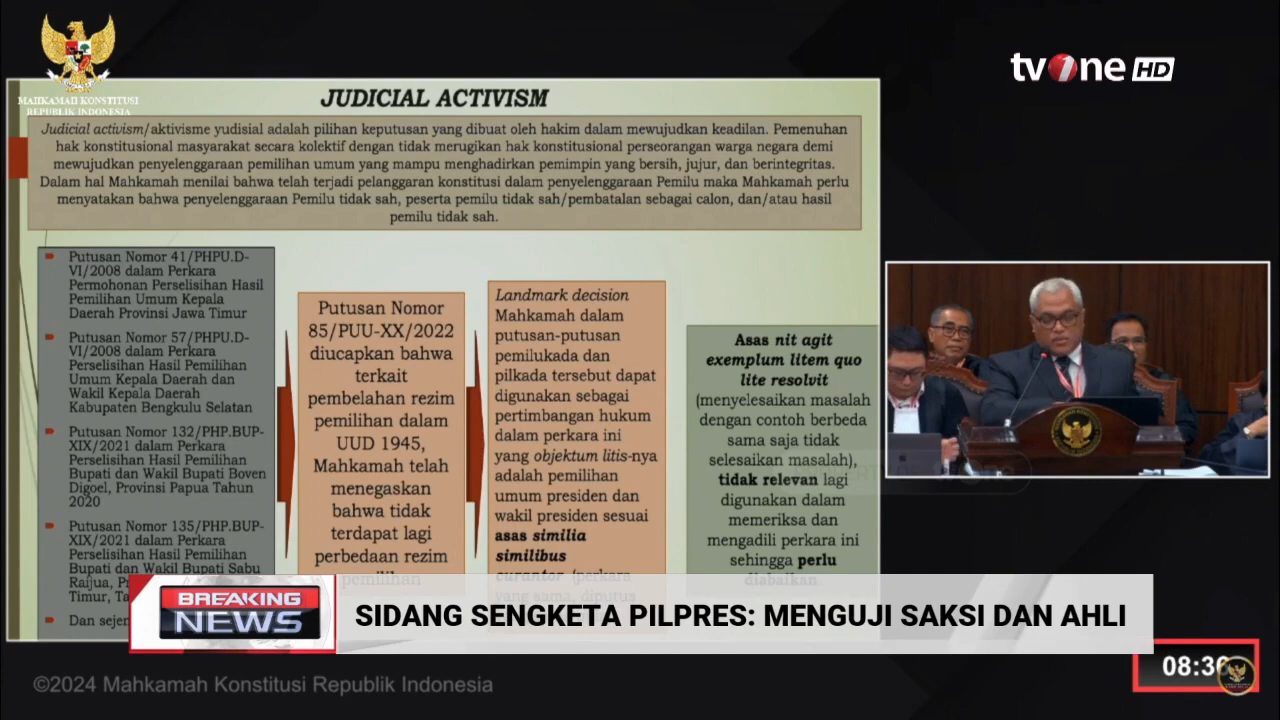 MAHKAMAH KONSTITUSI
REPUBLIK INDONESIA
tvOne HD
JUDICIAL ACTIVISM
Judicial activism/aktivisme yudisial adalah pilihan keputusan yang dibuat oleh hakim dalam mewujudkan keadilan. Pemenuhan
hak konstitusional masyarakat secara kolektif dengan tidak merugikan hak konstitusional perseorangan warga negara demi
mewujudkan penyelenggaraan pemilihan umum yang mampu menghadirkan pemimpin yang bersih, jujur, dan berintegritas.
Dalam hal Mahkamah menilai bahwa telah terjadi pelanggaran konstitusi dalam penyelenggaraan Pemilu maka Mahkamah perlu
menyatakan bahwa penyelenggaraan Pemilu tidak sah, peserta pemilu tidak sah/pembatalan sebagai calon, dan/atau hasil
pemilu tidak sah.
Putusan Nomor 41/PHPU.D-
VI/2008 dalam Perkara
Permohonan Perselisihan Hasil
Pemilihan Umum Kepala
Daerah Provinsi Jawa Timur
Putusan Nomor 57/PHPU.D-
VI/2008 dalam Perkara
Perselisihan Hasil Pemilihan
Umum Kepala Daerah dan
Wakil Kepala Daerah
Kabupaten Bengkulu Selatan
Putusan Nomor 132/PHP.BUP-
XIX/2021 dalam Perkara
Perselisihan Hasil Pemilihan
Bupati dan Wakil Bupati Boven
Digoel, Provinsi Papua Tahun
2020
Putusan Nomor 135/PHP.BUP-
XIX/2021 dalam Perkara
Perselisihan Hasil Pemilihan
Bupati dan Wakil Bupati Sabu
Raijua,
Timur,
Dan
Putusan Nomor
85/PUU-XX/2022
diucapkan bahwa
terkait
pembelahan rezim
pemilihan dalam
UUD 1945,
Mahkamah telah
menegaskan
bahwa tidak
terdapat lagi
perbedaan rezim
pemilihan
Landmark decision
Mahkamah dalam
putusan-putusan
pemilukada dan
pilkada tersebut dapat
digunakan sebagai
pertimbangan hukum
dalam perkara ini
yang objektum litis-nya
adalah pemilihan
umum presiden dan
wakil presiden sesuai
asas similia
similibus
curantor (perkara
yang sama, diputus
Asas nit agit
exemplum litem quo
lite resolvit
(menyelesaikan masalah
dengan contoh berbeda
sama saja tidak
selesaikan masalah),
tidak relevan lagi
digunakan dalam
memeriksa dan
mengadili perkara ini
sehingga perlu
diabaikan
BREAKING
NEWS
SIDANG SENGKETA PILPRES: MENGUJI SAKSI DAN AHLI
08:36
©2024 Mahkamah Konstitusi Republik Indonesia